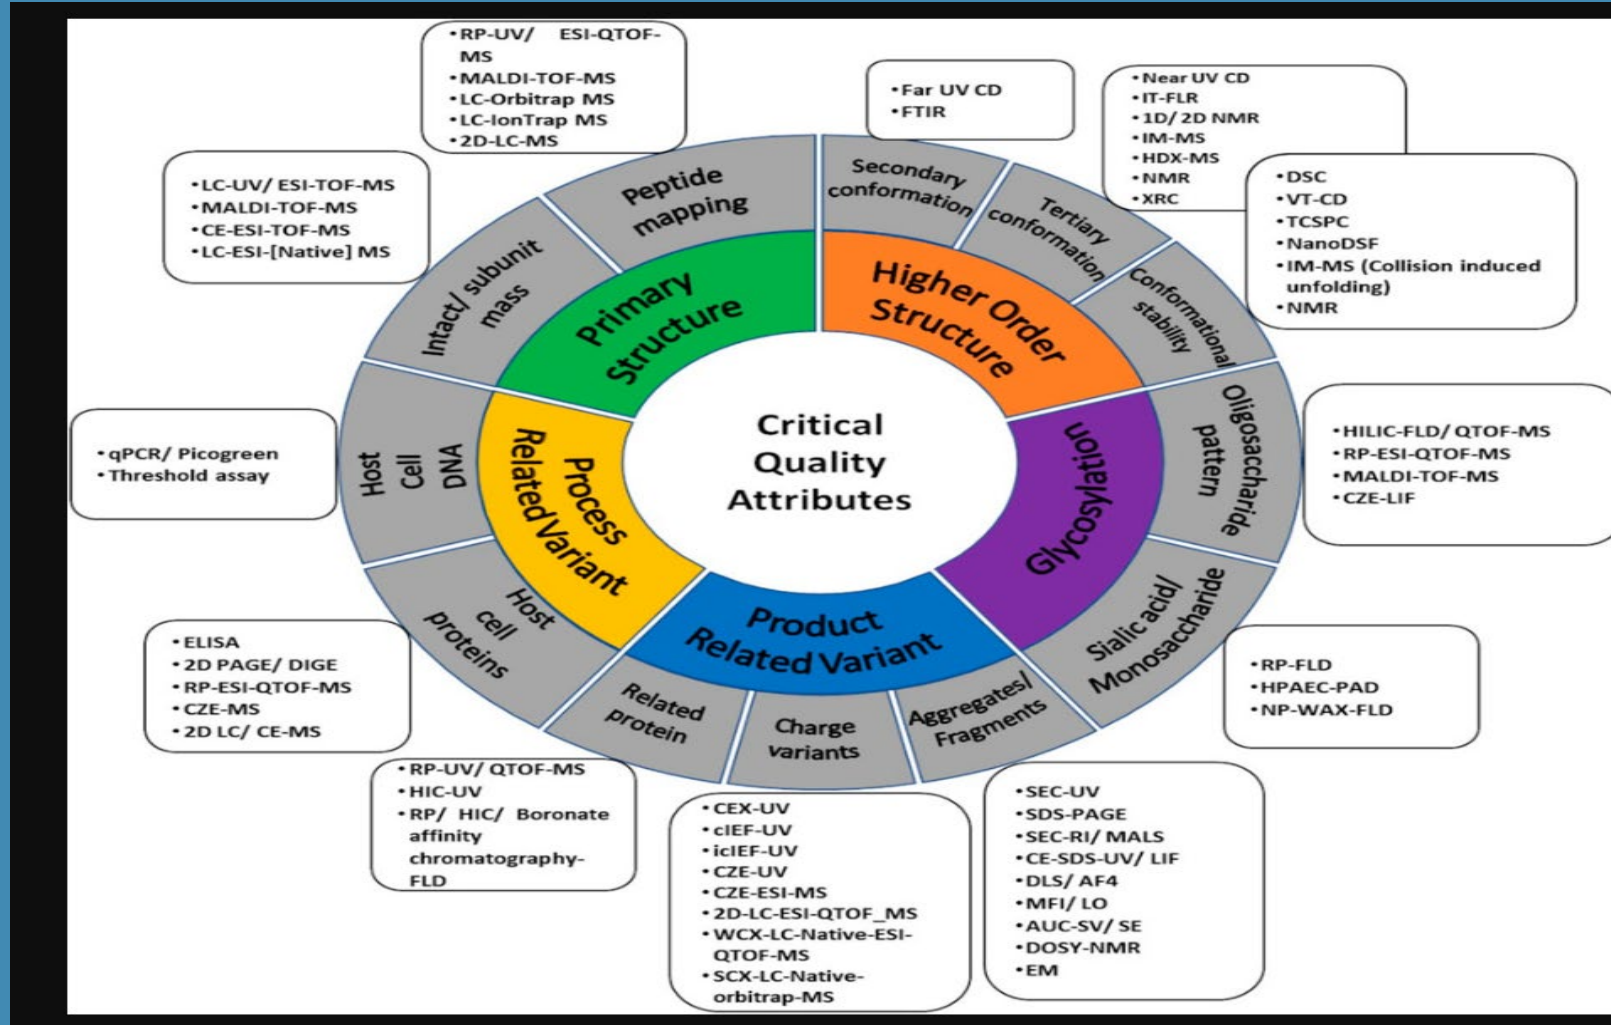 •RP-UV/ ESI-QTOF-
MS
•MALDI-TOF-MS
•LC-Orbitrap MS
•LC-IonTrap MS
•2D-LC-MS
•Far UV CD
•FTIR
•Near UV CD
•IT-FLR
•1D/ 2D NMR
•IM-MS
•HDX-MS
•NMR
•XRC
•DSC
•VT-CD
•TCSPC
•NanoDSF
•IM-MS (Collision induced
unfolding)
•NMR
•LC-UV/ ESI-TOF-MS
•MALDI-TOF-MS
•CE-ESI-TOF-MS
•LC-ESI-[Native] MS
Peptide
mapping
Secondary
conformation
Tertiary
conformation
Conformational
stability
Intact/ subunit
mass
Primary
Structure
Higher Order
Structure
Critical
Quality
Attributes
Oligosaccharide
pattern
•HILIC-FLD/ QTOF-MS
•RP-ESI-QTOF-MS
•MALDI-TOF-MS
•CZE-LIF
•qPCR/ Picogreen
•Threshold assay
Host
Cell
DNA
Process
Related Variant
Glycosylation
Host
cell
proteins
Product
Related Variant
Sialic acid/
Monosaccharide
•ELISA
•2D PAGE/ DIGE
•RP-ESI-QTOF-MS
•CZE-MS
•2D LC/ CE-MS
Related
protein
Charge
variants
Aggregates/
Fragments
•RP-FLD
•HPAEC-PAD
•NP-WAX-FLD
•RP-UV/ QTOF-MS
•HIC-UV
•RP/ HIC/ Boronate
affinity
chromatography-
FLD
•CEX-UV
•cIEF-UV
•icIEF-UV
•CZE-UV
•CZE-ESI-MS
•2D-LC-ESI-QTOF_MS
•WCX-LC-Native-ESI-
QTOF-MS
•SCX-LC-Native-
orbitrap-MS
•SEC-UV
•SDS-PAGE
•SEC-RI/ MALS
•CE-SDS-UV/ LIF
•DLS/ AF4
•MFI/ LO
•AUC-SV/ SE
•DOSY-NMR
•EM